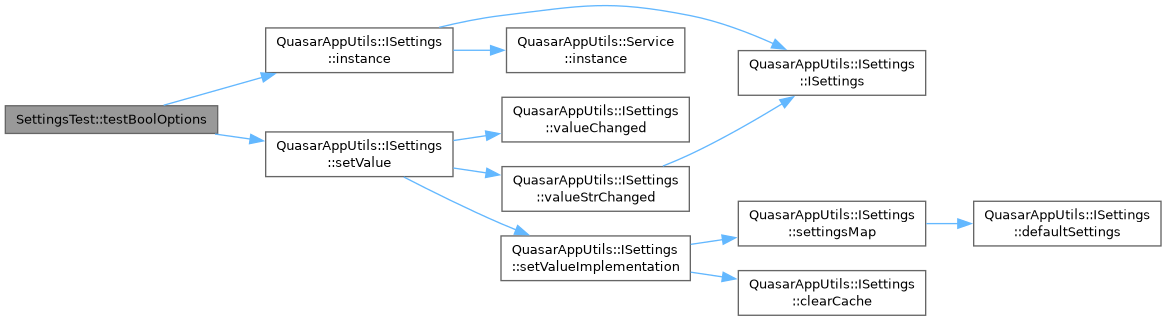 SettingsTest::testBoolOptions
QuasarAppUtils::ISettings
::instance
QuasarAppUtils::Service
::instance
QuasarAppUtils::ISettings
::ISettings
QuasarAppUtils::ISettings
::setValue
QuasarAppUtils::ISettings
::valueChanged
QuasarAppUtils::ISettings
::valueStrChanged
QuasarAppUtils::ISettings
::setValueImplementation
QuasarAppUtils::ISettings
::settingsMap
QuasarAppUtils::ISettings
::defaultSettings
QuasarAppUtils::ISettings
::clearCache